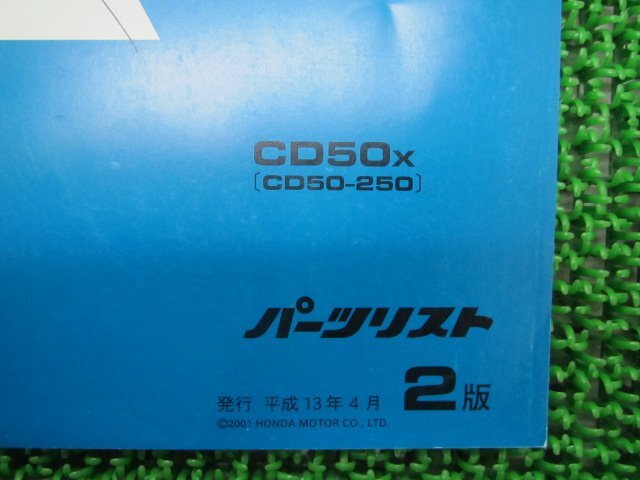 CD50X
〔CD50-250〕
パーツリスト
発行 平成13年4月 2版
©2001 HONDA MOTOR CO., LTD.